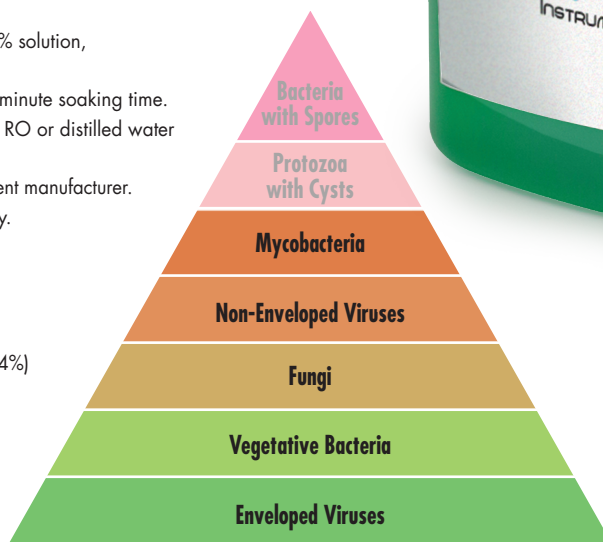 % solution,
minute soaking time.
RO or distilled water
ent manufacturer.
y.
4%)
Bacteria
with Spores
Protozoa
with Cysts
Mycobacteria
Non-Enveloped Viruses
Fungi
Vegetative Bacteria
Enveloped Viruses